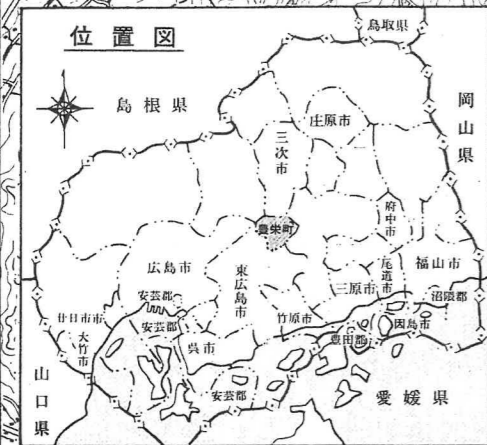 位置図
鳥取県
島根県
岡山県
庄原市
三次市
府中市
豊栄町
広島市
東広島市
尾道市
福山市
三原市
沼隈郡
安芸郡
廿日市市
安芸郡
竹原市
因島市
大竹市
呉市
豊田郡
安芸郡
愛媛県
山口県